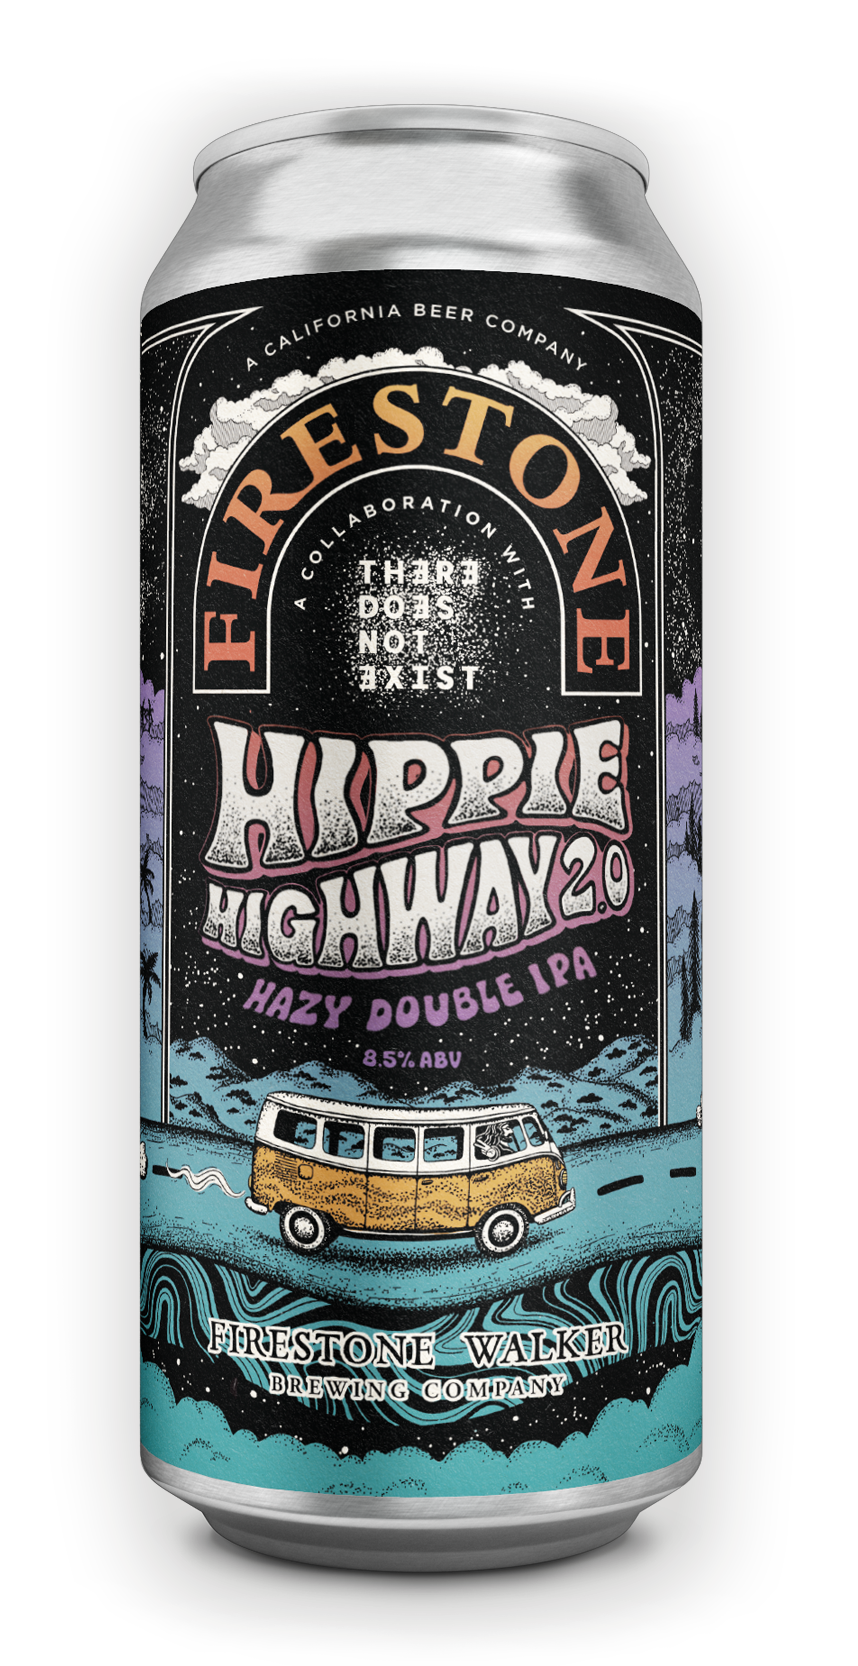 A CALIFORNIA BEER COMPANY
FIRESTONE
A COLLABORATION WITH
THERE
DOES
NOT
EXIST
HIPPIE
HIGHWAY 2.0
HAZY DOUBLE IPA
8.5% ABV
FIRESTONE WALKER
BREWING COMPANY